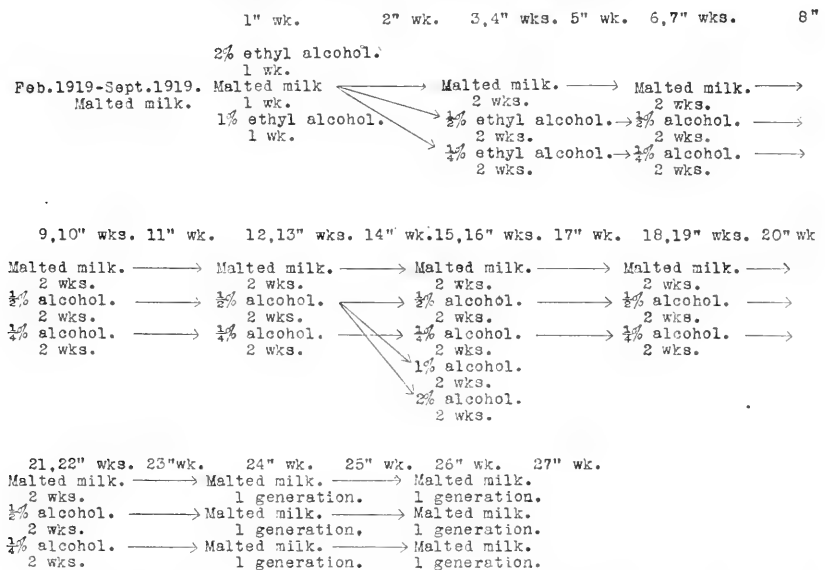 1" wk. 2" wk. 3,4" wks. 5" wk. 6,7" wks. 8"
2% ethyl alcohol.
1 wk.
Feb.1919-Sept.1919. Malted milk Malted milk. Malted milk.
Malted milk. 1 wk. 2 wks. 2 wks.
1% ethyl alcohol. ½% ethyl alcohol. ½% alcohol.
1 wk. 2 wks. 2 wks.
¼% ethyl alcohol. ¼% alcohol.
2 wks. 2 wks.
9,10" wks. 11" wk. 12,13" wks. 14" wk. 15,16" wks. 17" wk. 18,19" wks. 20" wk
Malted milk. Malted milk. Malted milk. Malted milk.
2 wks. 2 wks. 2 wks. 2 wks.
½% alcohol. ½% alcohol. ½% alcohol. ½% alcohol.
2 wks. 2 wks. 2 wks. 2 wks.
¼% alcohol. ¼% alcohol. ¼% alcohol. ¼% alcohol.
2 wks. 2 wks. 2 wks. 2 wks.
1% alcohol.
2 wks.
2% alcohol.
2 wks.
21,22" wks. 23"wk. 24" wk. 25" wk. 26" wk. 27" wk.
Malted milk. Malted milk. Malted milk.
2 wks. 1 generation. 1 generation.
½% alcohol. Malted milk. Malted milk.
2 wks. 1 generation. 1 generation.
¼% alcohol. Malted milk. Malted milk.
2 wks. 1 generation. 1 generation.